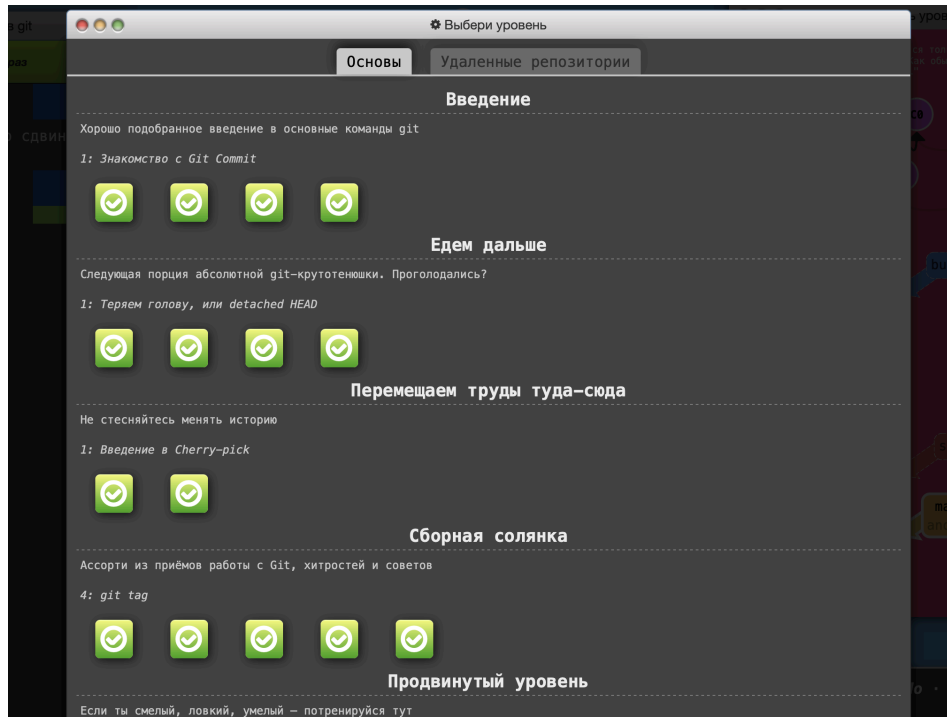 Выбери уровень
Основы
Удаленные репозитории
Введение
Хорошо подобранное введение в основные команды git
1: Знакомство с Git Commit
Едем дальше
Следующая порция абсолютной git-крутотенюшки. Проголодались?
1: Теряем голову, или detached HEAD
Перемещаем труды туда-сюда
Не стесняйтесь менять историю
1: Введение в Cherry-pick
Сборная солянка
Ассорти из приёмов работы с Git, хитростей и советов
4: git tag
Продвинутый уровень
Если ты смелый, ловкий, умелый – потренируйся тут